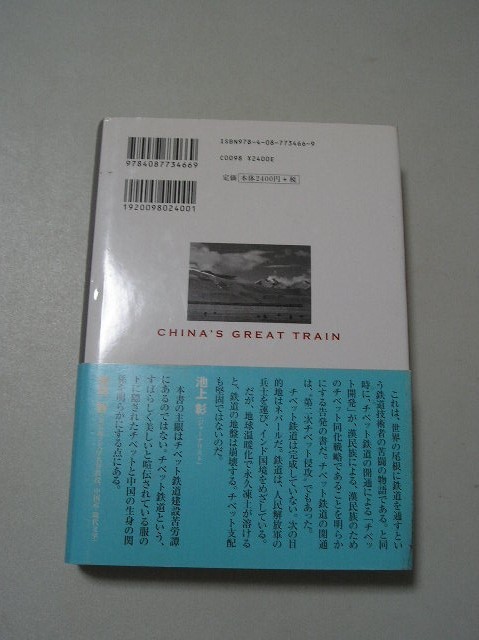 9784087734669
1920098024001
ISBN978-4-08-773466-9
C0098 ¥2400E
定価 本体2400円+税
CHINA'S GREAT TRAIN
これは、世界の屋根に鉄道を通すとい
う鉄道技術者の苦闘の物語である。と同
時に、チベット鉄道の開通による「チベッ
ト開発」が、漢民族による、漢民族のため
のチベット同化戦略であることを明らか
にする告発の書だ。チベット鉄道の開通
は、“第二次チベット侵攻”でもあった。
チベット鉄道は完成していない。次の目
的地はネパールだ。鉄道は、人民解放軍の
兵士を運び、インド国境をめざしている。
だが、地球温暖化で永久凍土が溶ける
と、鉄道の地盤は崩壊する。チベット支配
も堅固ではないのだ。
池上 彰
本書の主眼はチベット鉄道建設苦労譚
にあるのではない。チベット鉄道という、
すばらしく美しいと喧伝されている服の
下に隠されたチベットと中国の生身の関
係を明らかにする点にある。